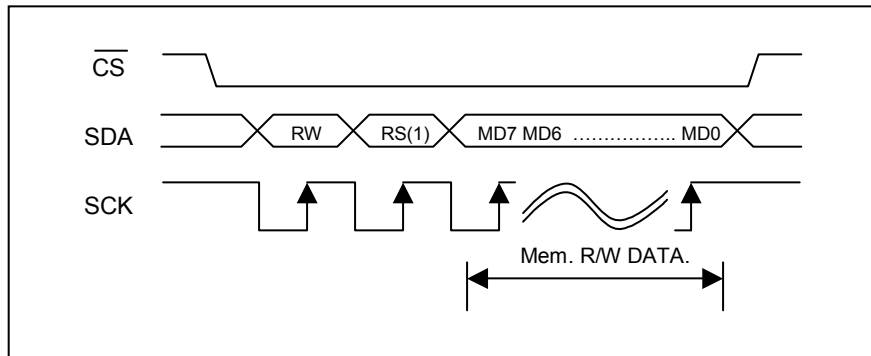 CS
SDA RW RS(1) MD7 MD6 ................. MD0
SCK
Mem. R/W DATA.